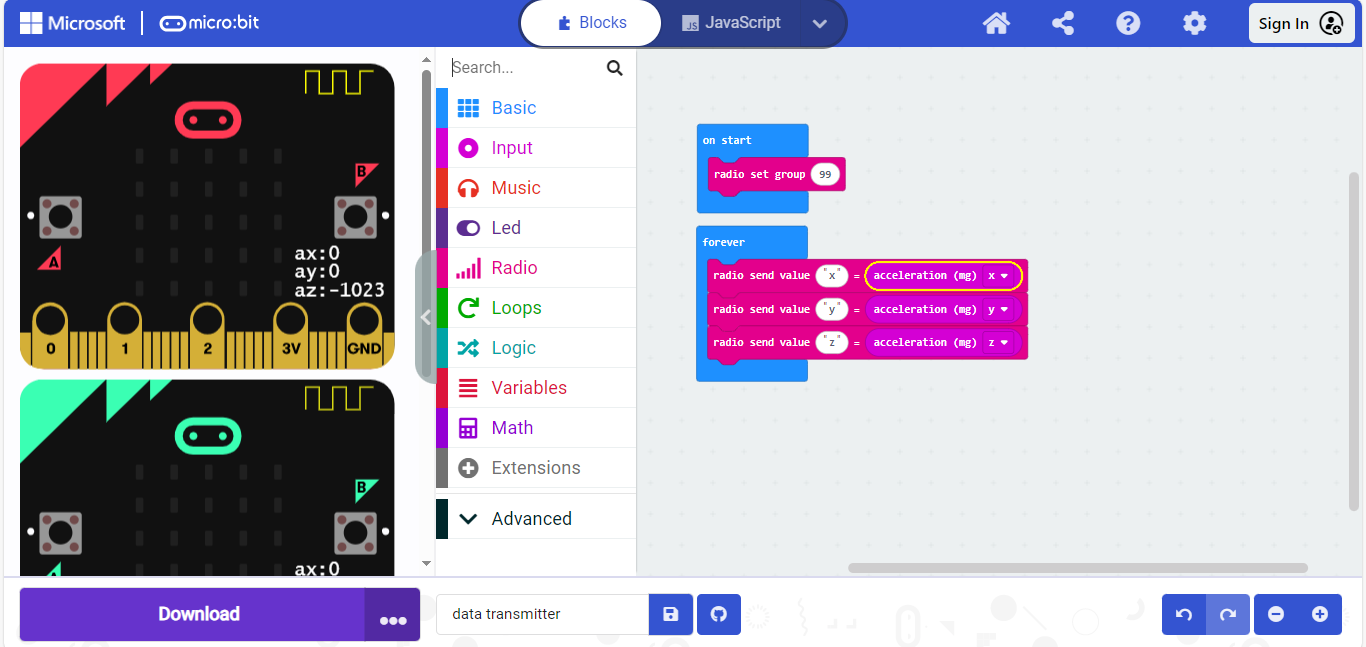 Microsoft micro:bit Blocks JavaScript Sign In
B
A
ax:0
ay:0
az:-1023
0 1 2 3V GND
B
A
ax:0
Download
Search...
Basic
Input
Music
Led
Radio
Loops
Logic
Variables
Math
Extensions
Advanced
on start
radio set group 99
forever
radio send value "x" = acceleration (mg) x
radio send value "y" = acceleration (mg) y
radio send value "z" = acceleration (mg) z
data transmitter